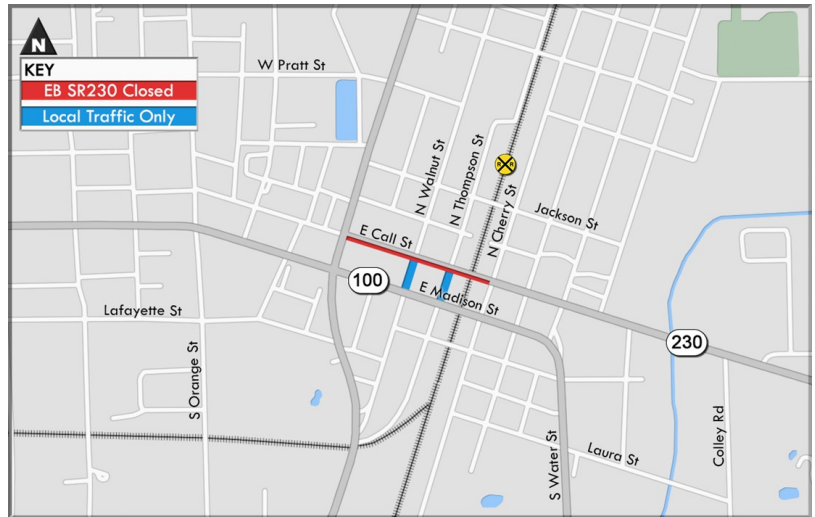 N
KEY
EB SR230 Closed
Local Traffic Only
W Pratt St
N Walnut St
N Thompson St
R R
N Cherry St
Jackson St
E Call St
100
E Madison St
Lafayette St
230
S Orange St
S Water St
Laura St
Colley Rd